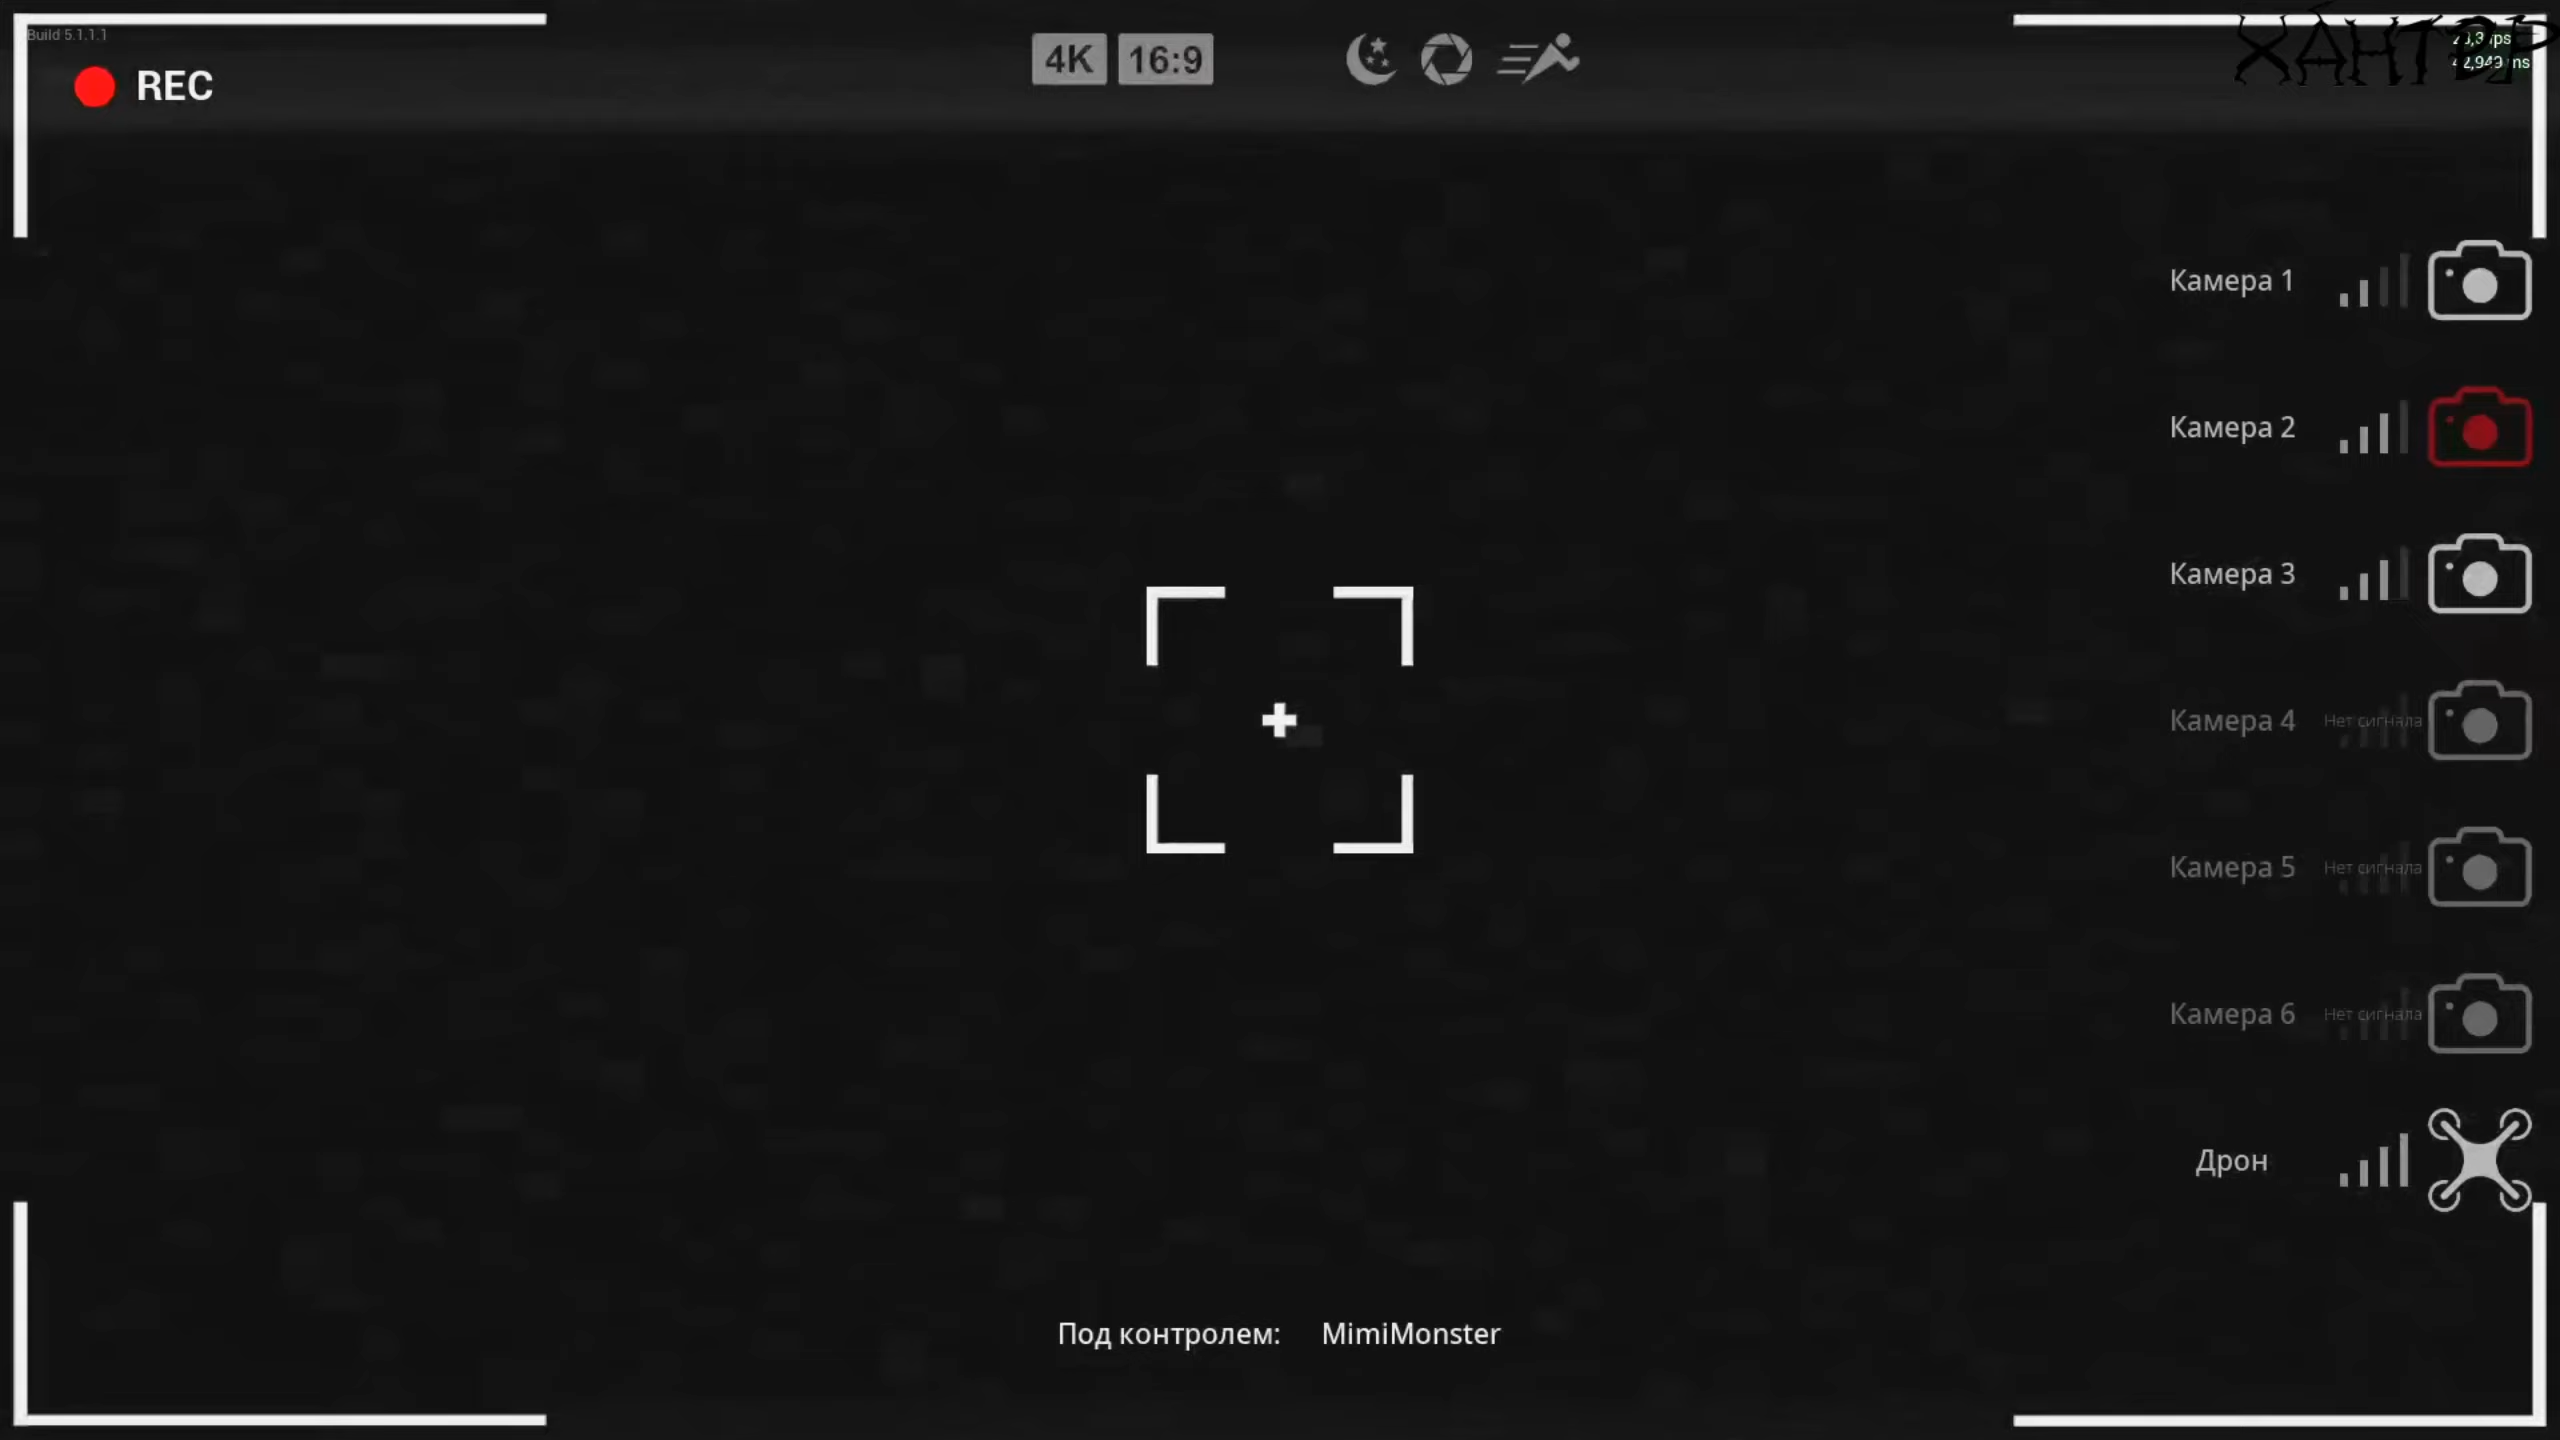 Build 5.1.1.1
REC
4K 16:9
ХАНТЭР
Камера 1
Камера 2
Камера 3
Камера 4 Нет сигнала
Камера 5 Нет сигнала
Камера 6 Нет сигнала
Дрон
Под контролем: MimiMonster